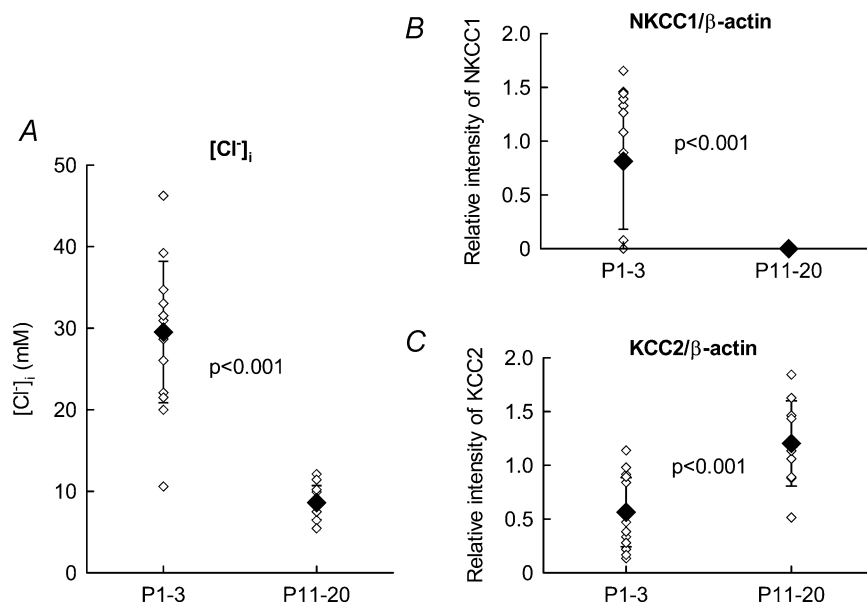 A
[Cl⁻]ᵢ
[Cl⁻]ᵢ (mM)
50
40
30
20
10
0
p<0.001
P1-3 P11-20
B
NKCC1/β-actin
Relative intensity of NKCC1
2.0
1.5
1.0
0.5
0
p<0.001
P1-3 P11-20
C
KCC2/β-actin
Relative intensity of KCC2
2.0
1.5
1.0
0.5
0
p<0.001
P1-3 P11-20